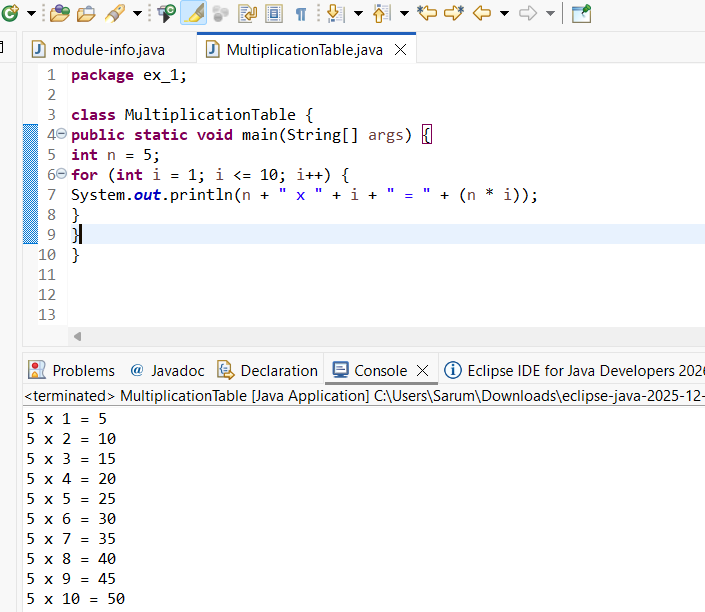 module-info.java
MultiplicationTable.java
1 package ex_1;
2
3 class MultiplicationTable {
4 public static void main(String[] args) {
5 int n = 5;
6 for (int i = 1; i <= 10; i++) {
7 System.out.println(n + " x " + i + " = " + (n * i));
8 }
9 }
10 }
11
12
13
Problems @ Javadoc Declaration Console Eclipse IDE for Java Developers 202
<terminated> MultiplicationTable [Java Application] C:\Users\Sarum\Downloads\eclipse-java-2025-12-
5 x 1 = 5
5 x 2 = 10
5 x 3 = 15
5 x 4 = 20
5 x 5 = 25
5 x 6 = 30
5 x 7 = 35
5 x 8 = 40
5 x 9 = 45
5 x 10 = 50